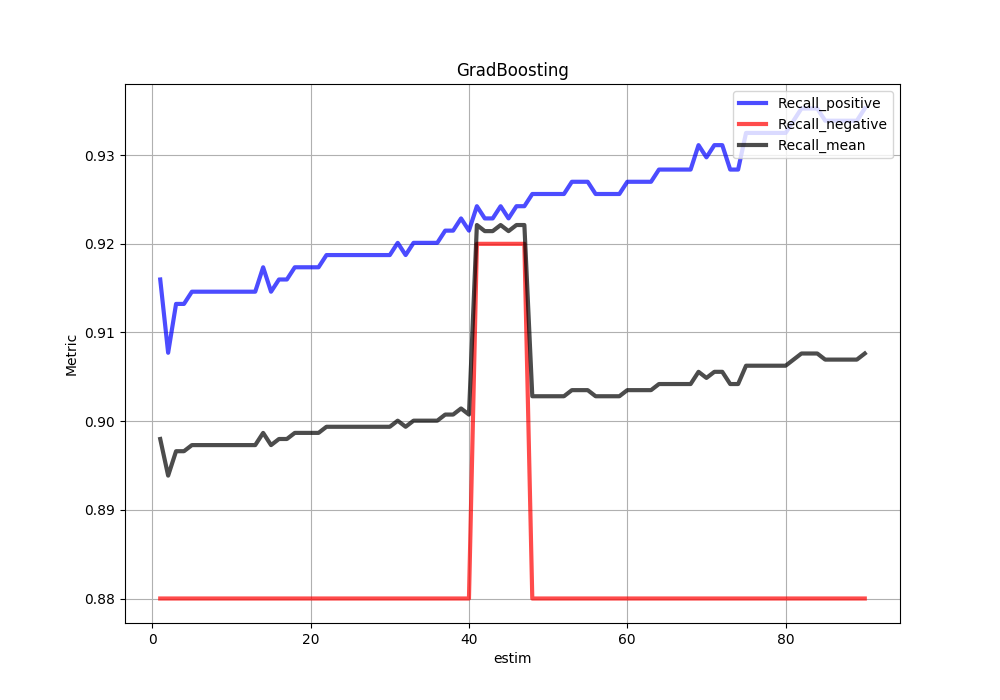 GradBoosting
Recall_positive
Recall_negative
Recall_mean
Metric
0.93
0.92
0.91
0.90
0.89
0.88
0 20 40 60 80
estim